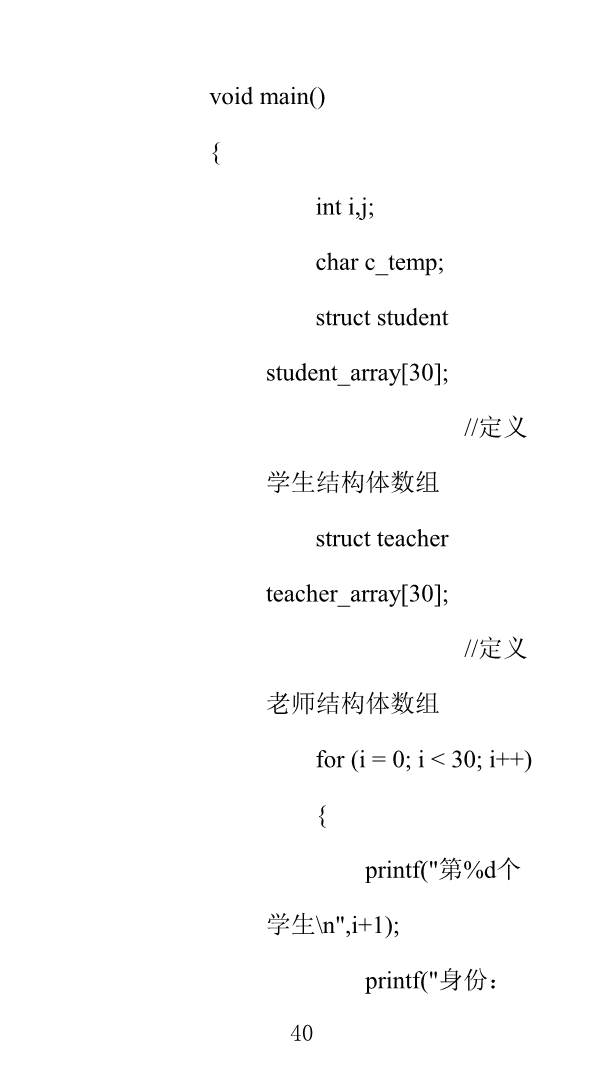 void main()
{
int i,j;
char c_temp;
struct student
student_array[30];
//定义
学生结构体数组
struct teacher
teacher_array[30];
//定义
老师结构体数组
for (i = 0; i < 30; i++)
{
printf("第%d个
学生\n",i+1);
printf("身份：
40